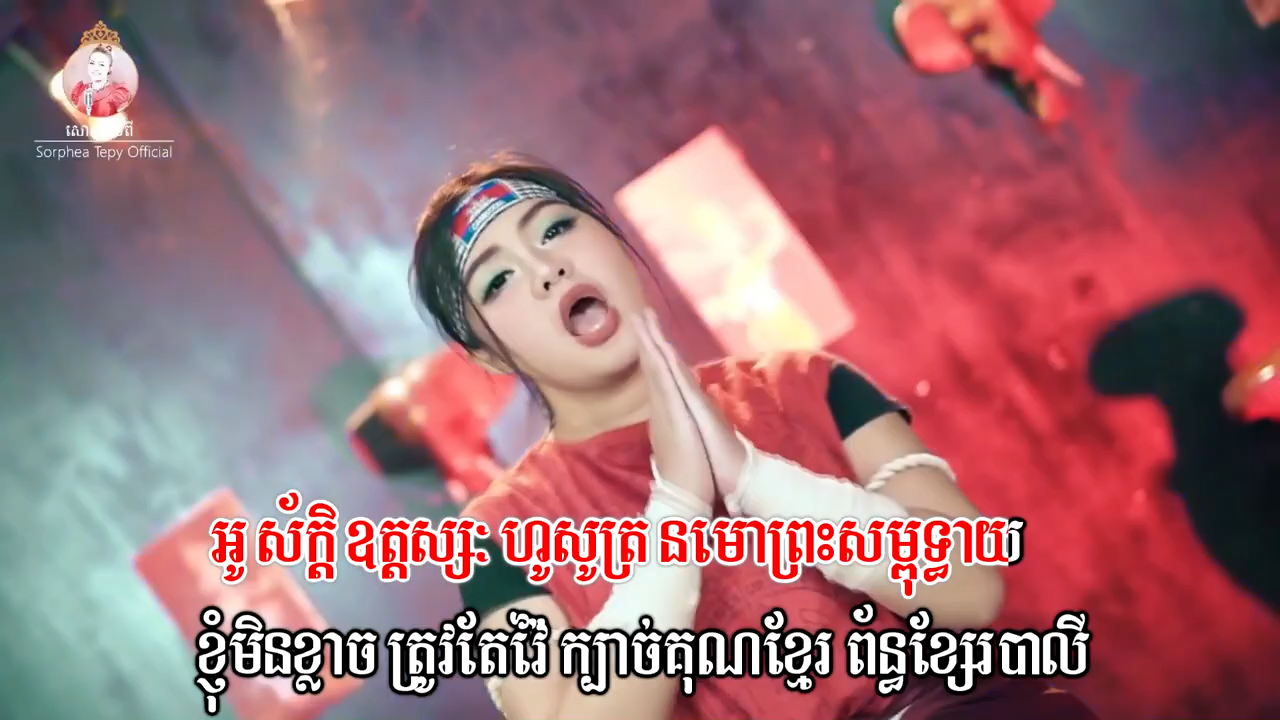 Sorphea Tepy Official
អូ ស័ក្តិ ឧត្តស្សៈ ហូសូត្រ នមោព្រះសម្ពុទ្ធាយ
ខ្ញុំមិនខ្លាច ត្រូវតែវ៉ៃ ក្បាច់គុណខ្មែរ ព័ន្ធខ្សែរបាលី